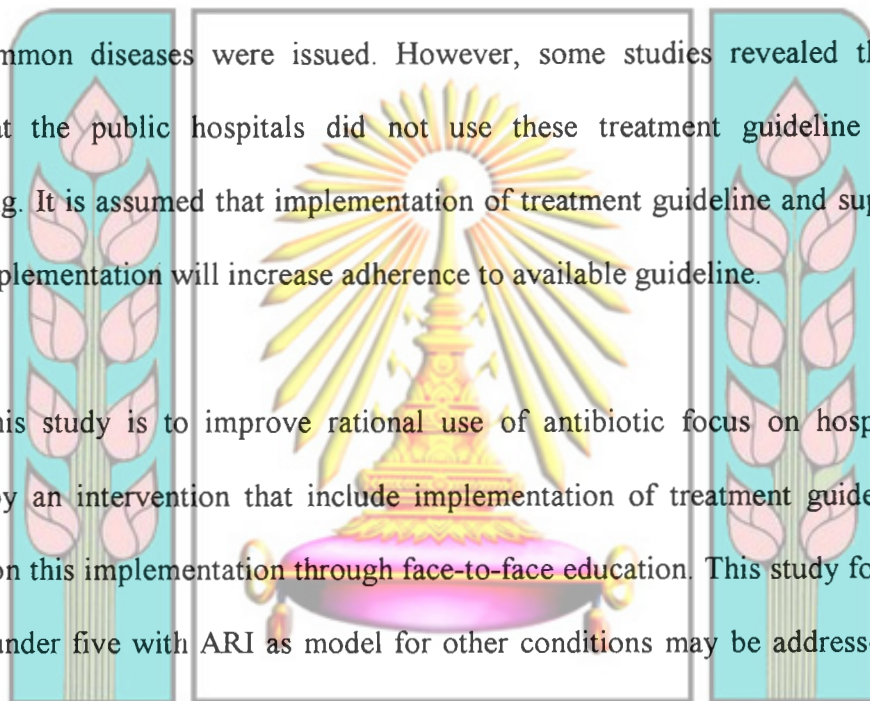 mmon diseases were issued. However, some studies revealed th
at the public hospitals did not use these treatment guideline
g. It is assumed that implementation of treatment guideline and sup
plementation will increase adherence to available guideline.
his study is to improve rational use of antibiotic focus on hosp
by an intervention that include implementation of treatment guide
on this implementation through face-to-face education. This study fo
under five with ARI as model for other conditions may be address